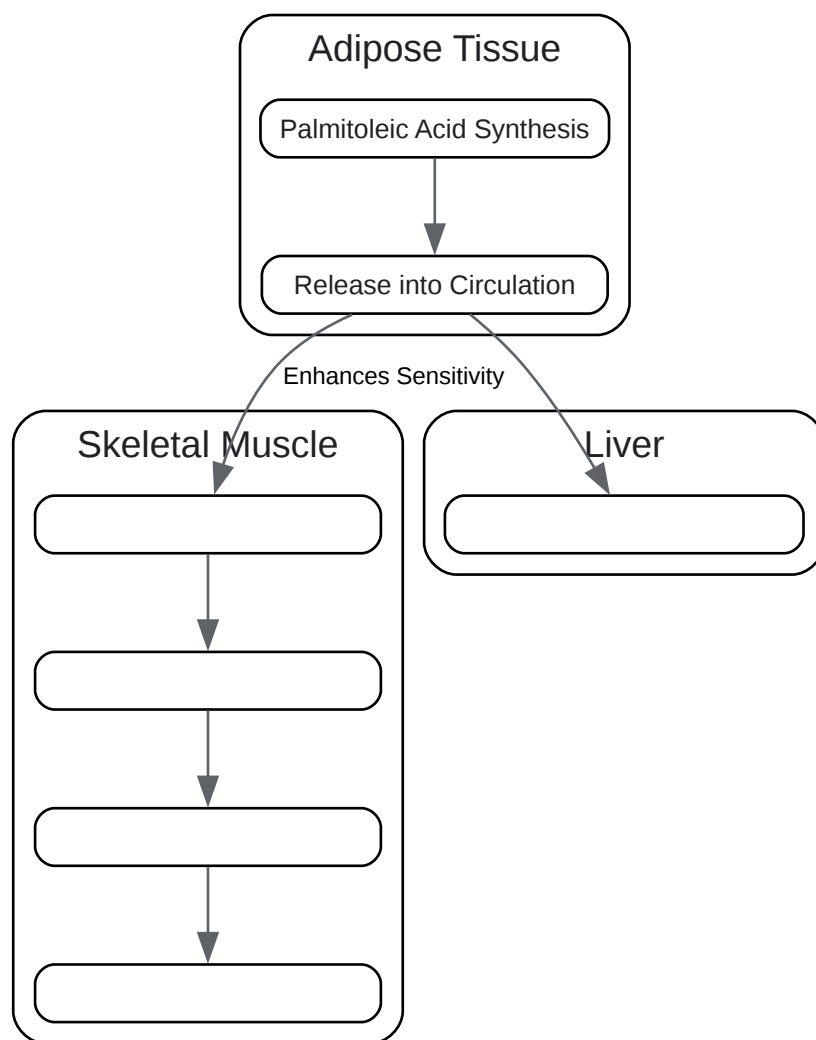 Adipose Tissue
Palmitoleic Acid Synthesis
Release into Circulation
Enhances Sensitivity
Skeletal Muscle
Liver